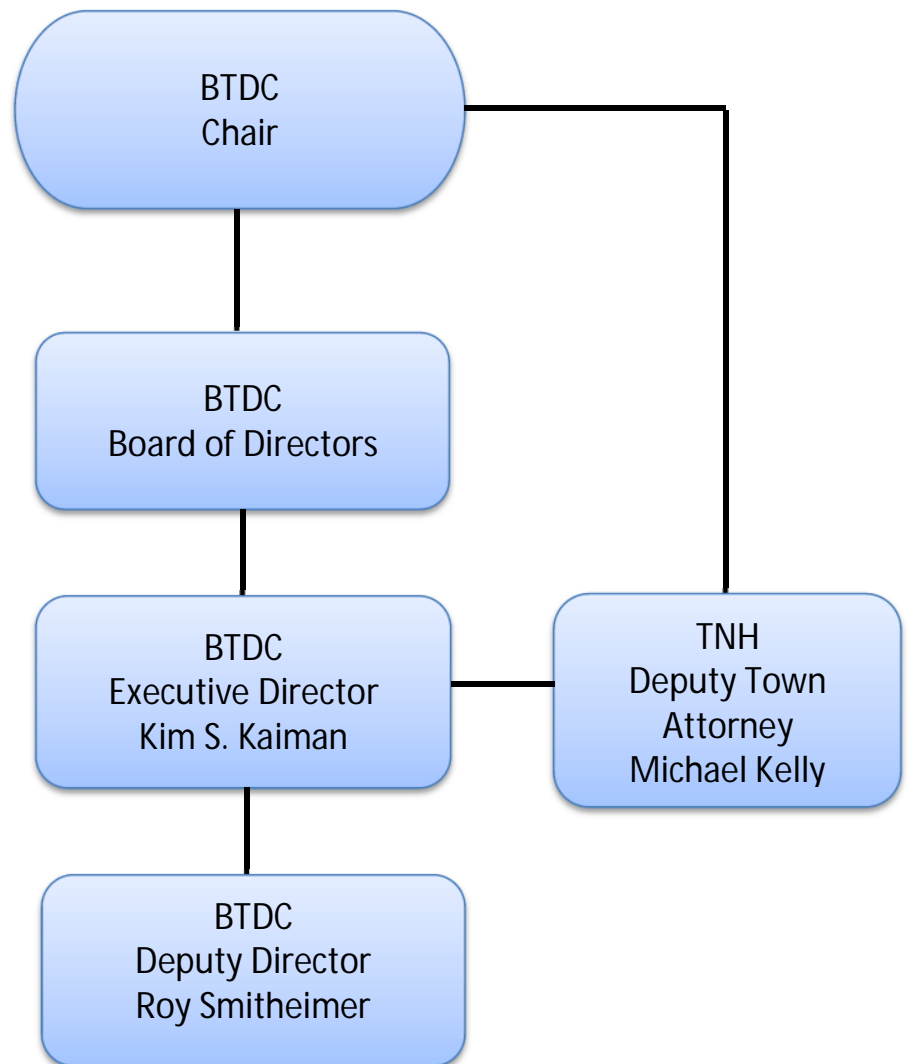 BTDC
Chair
BTDC
Board of Directors
BTDC
Executive Director
Kim S. Kaiman
TNH
Deputy Town
Attorney
Michael Kelly
BTDC
Deputy Director
Roy Smitheimer